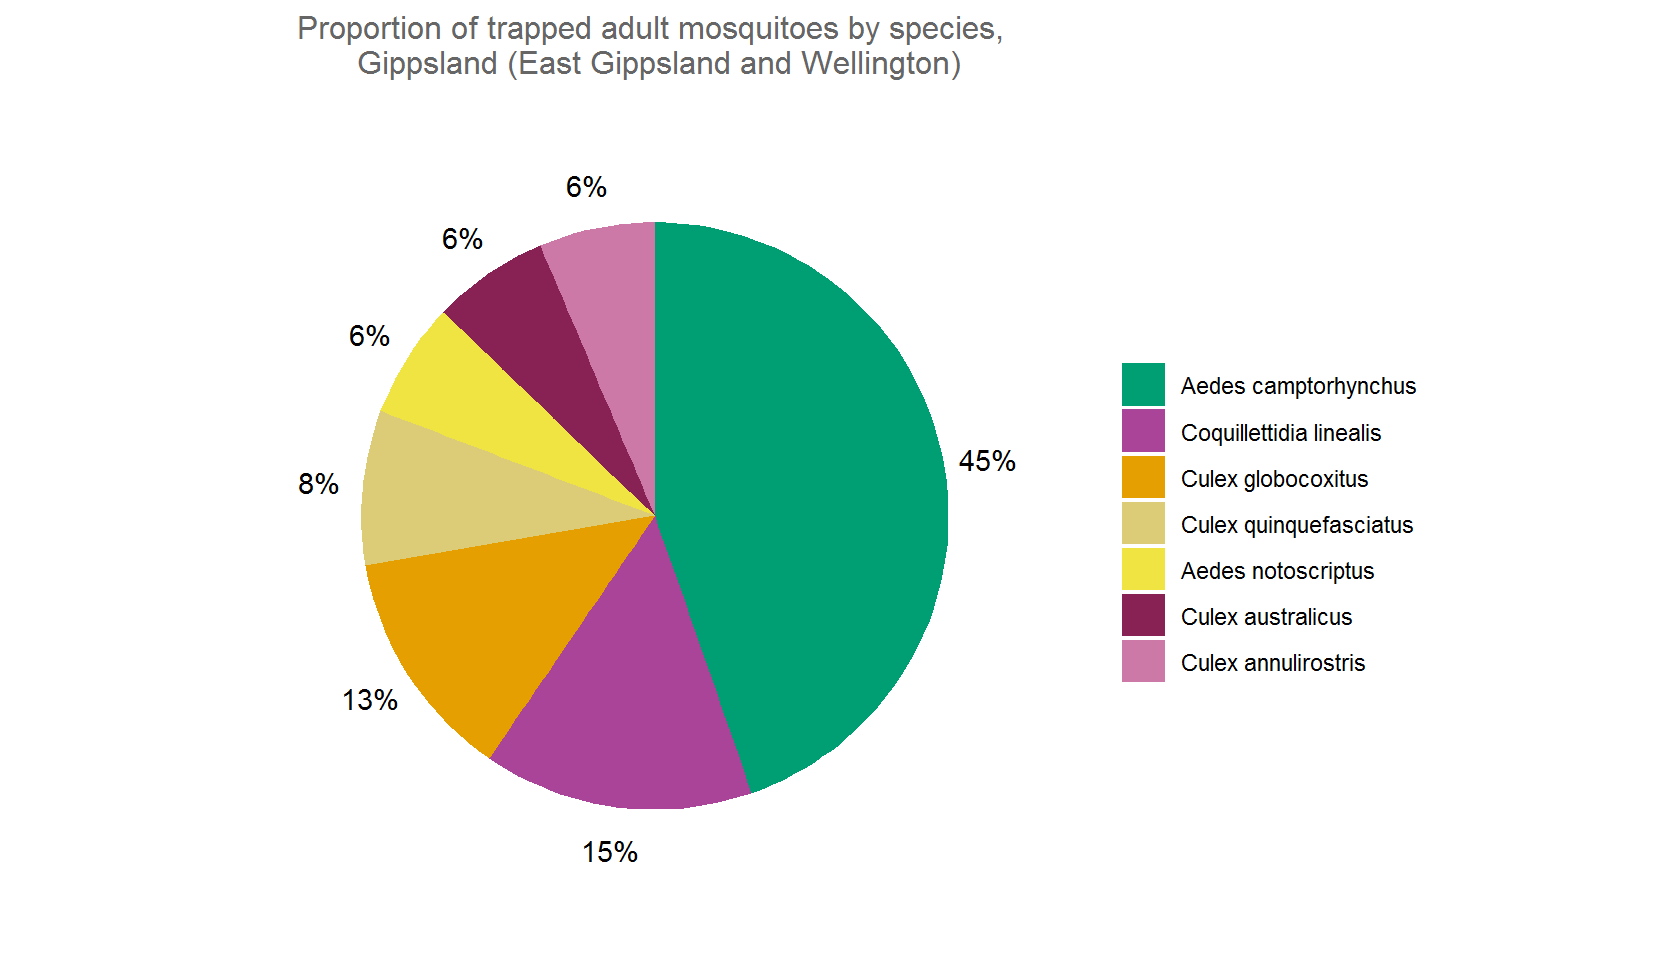 Proportion of trapped adult mosquitoes by species,
Gippsland (East Gippsland and Wellington)
6%
6%
6%
8%
13%
15%
45%
Aedes camptorhynchus
Coquillettidia linealis
Culex globocoxitus
Culex quinquefasciatus
Aedes notoscriptus
Culex australicus
Culex annulirostris